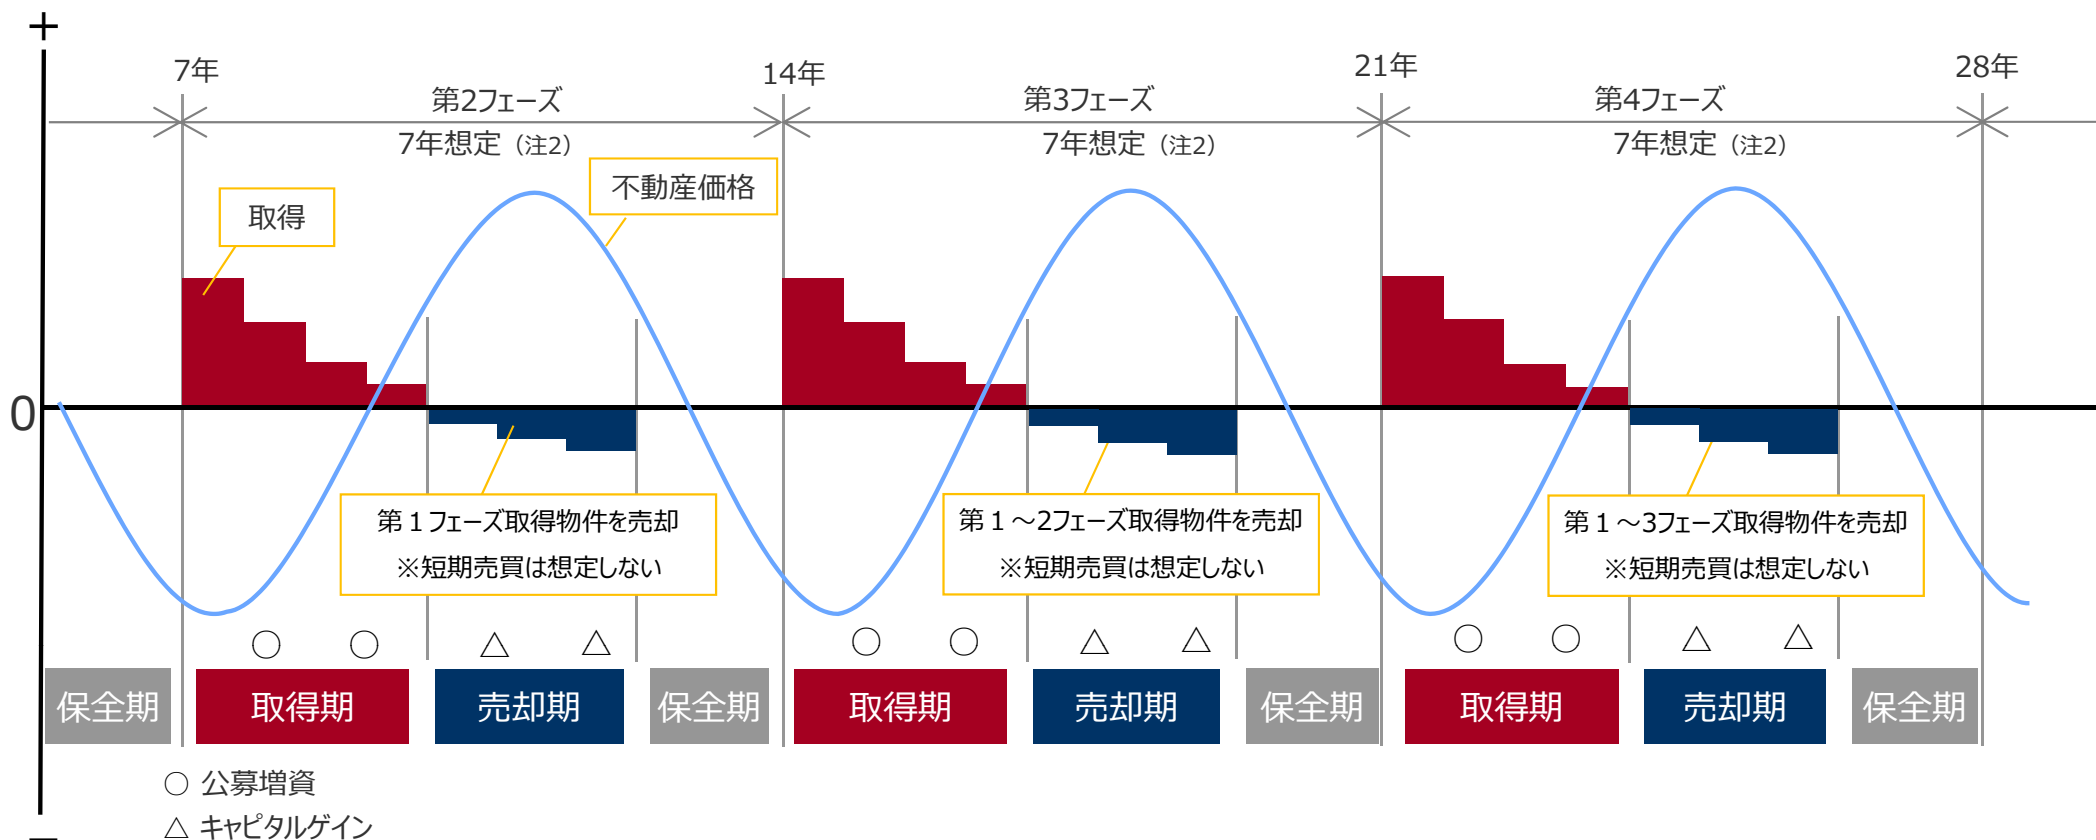 +
7年
14年
21年
28年
第2フェーズ
第3フェーズ
第4フェーズ
7年想定（注2）
7年想定（注2）
7年想定（注2）
取得
不動産価格
0
第１フェーズ取得物件を売却
※短期売買は想定しない
第１～2フェーズ取得物件を売却
※短期売買は想定しない
第１～3フェーズ取得物件を売却
※短期売買は想定しない
○ ○ △ △ ○ ○ △ △ ○ ○ △ △
保全期 取得期 売却期 保全期 取得期 売却期 保全期 取得期 売却期 保全期
○ 公募増資
△ キャピタルゲイン
−